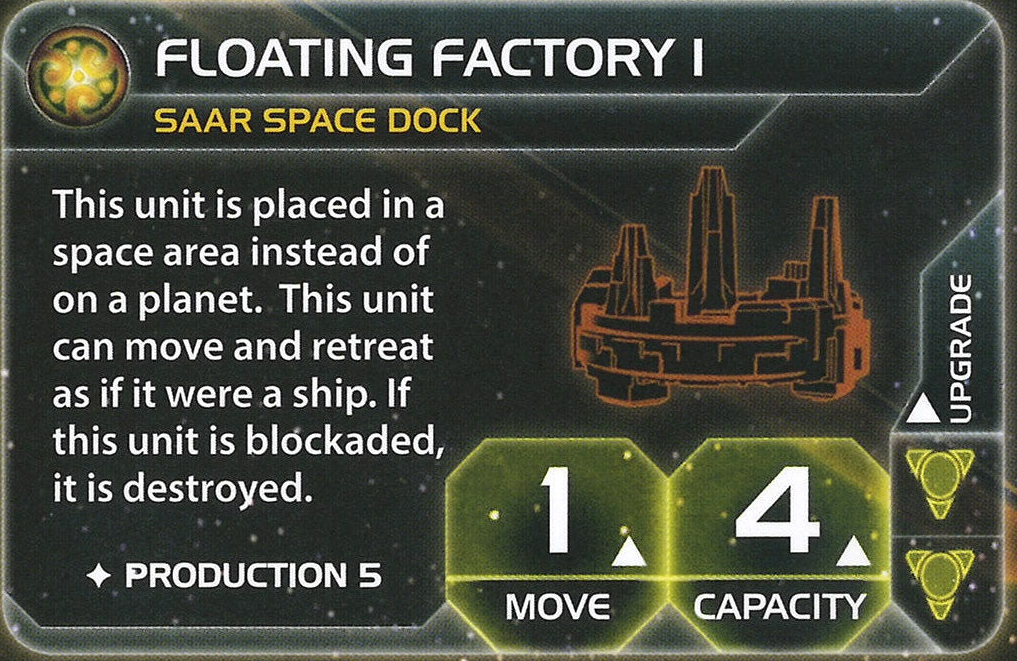 FLOATING FACTORY I
SAAR SPACE DOCK
This unit is placed in a
space area instead of
on a planet. This unit
can move and retreat
as if it were a ship. If
this unit is blockaded,
it is destroyed.
PRODUCTION 5
1
MOVE
4
CAPACITY
UPGRADE